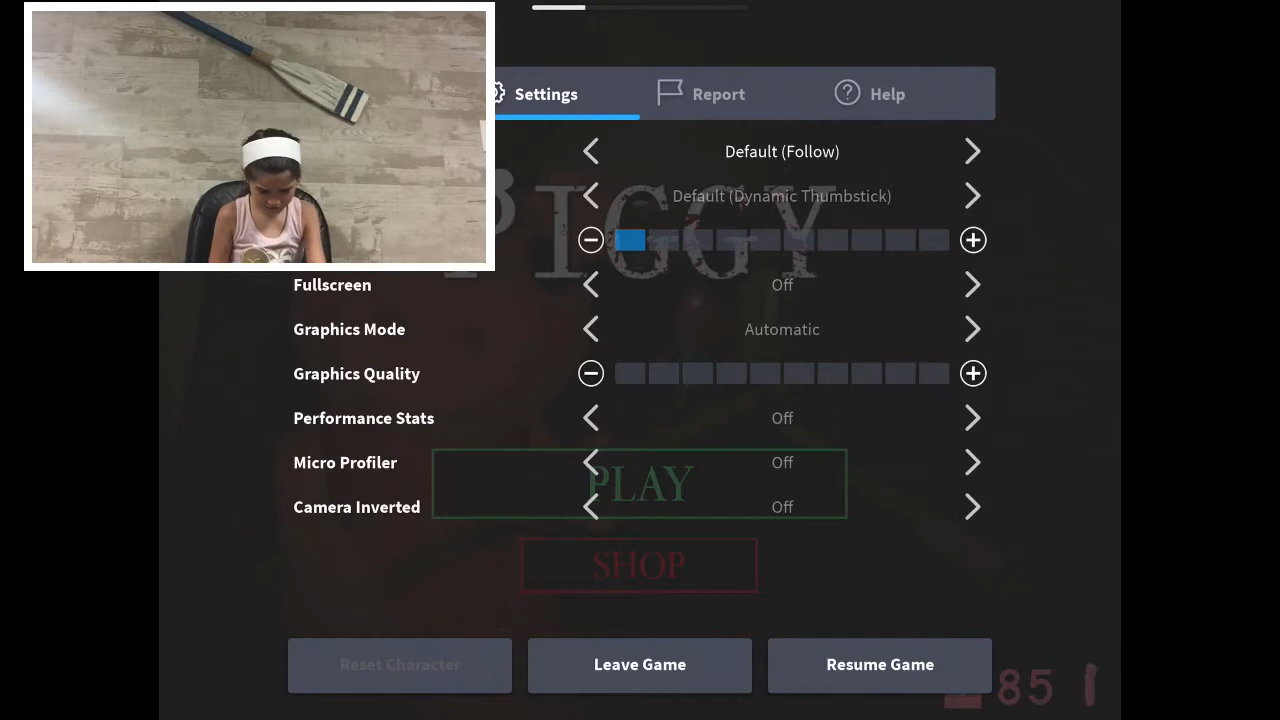 Settings
Report
Help
Default (Follow)
PIGGY
Default (Dynamic Thumbstick)
Fullscreen Off
Graphics Mode Automatic
Graphics Quality
Performance Stats Off
Micro Profiler Off
PLAY
Camera Inverted Off
SHOP
Reset Character
Leave Game
Resume Game
85